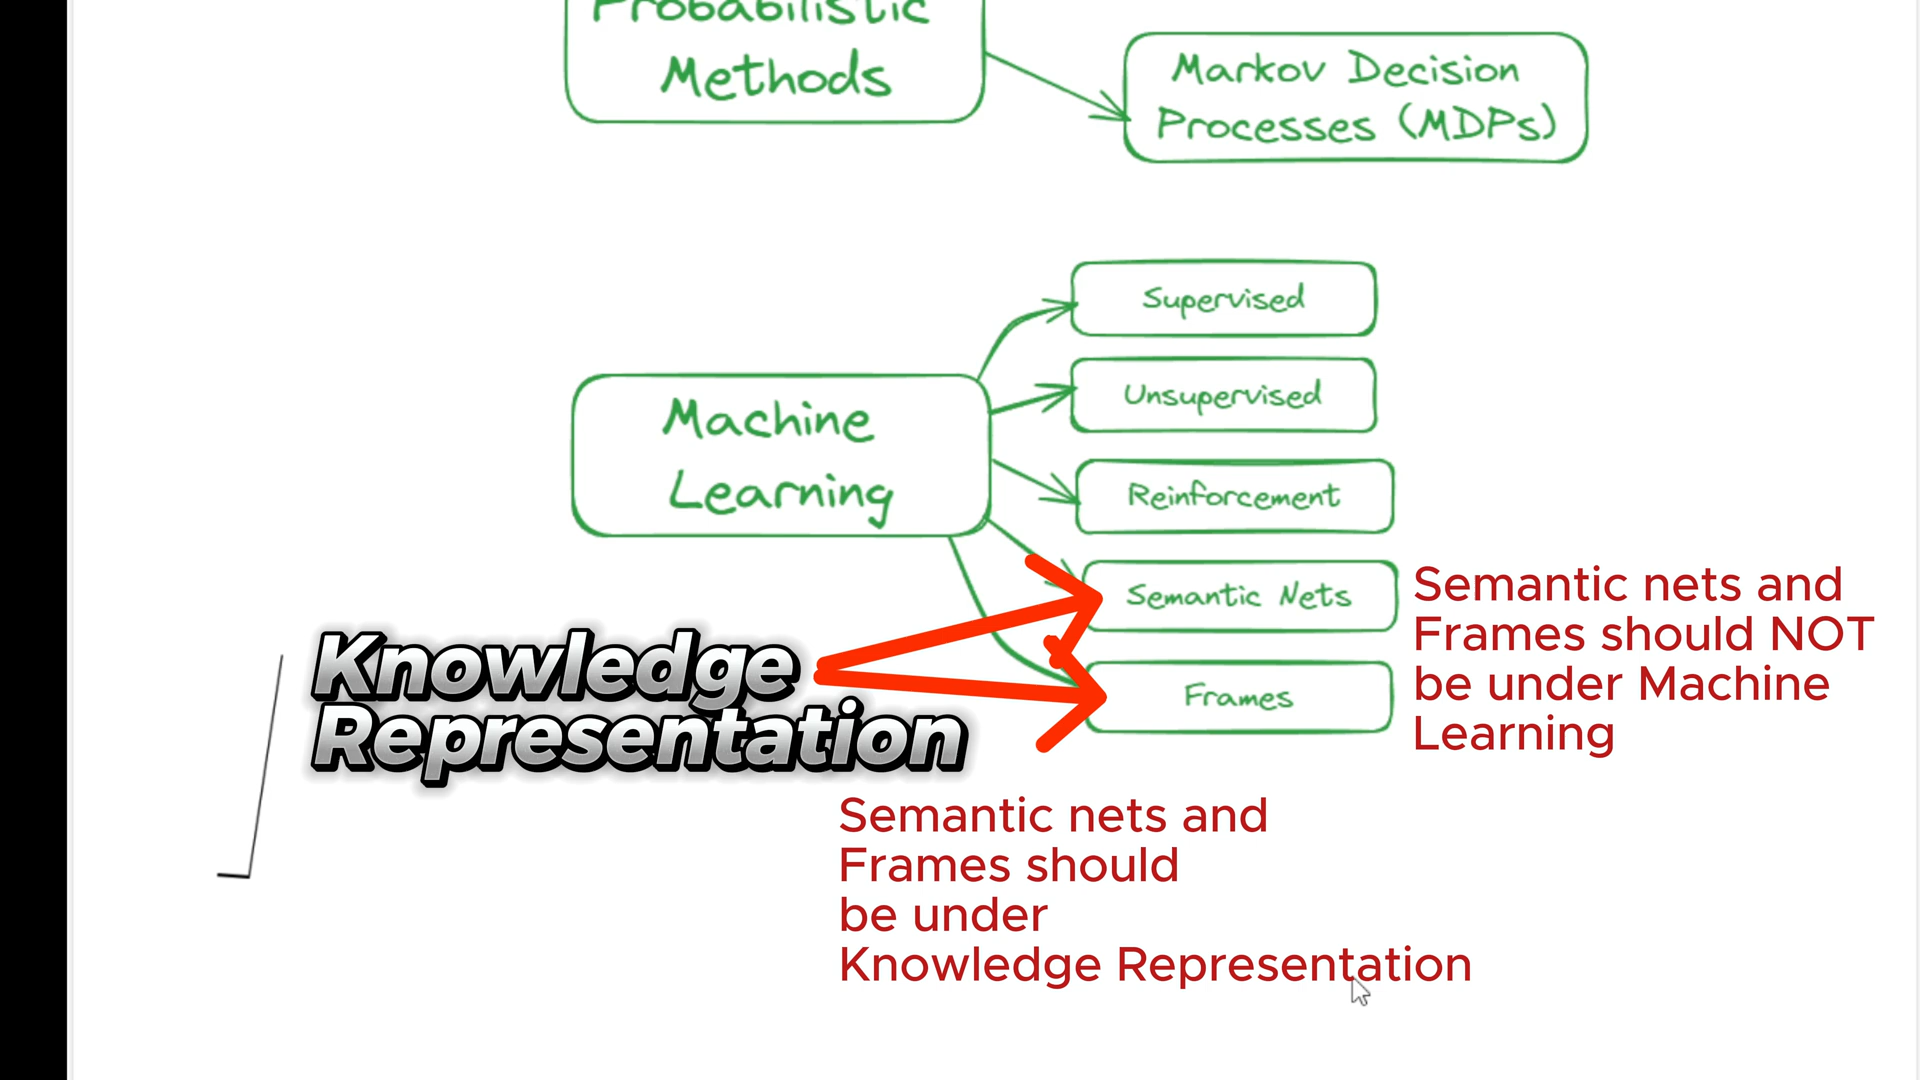 Probabilistic
Methods
Markov Decision
Processes (MDPs)
Supervised
Unsupervised
Machine
Learning
Reinforcement
Semantic Nets
Frames
Semantic nets and
Frames should NOT
be under Machine
Learning
Knowledge
Representation
Semantic nets and
Frames should
be under
Knowledge Representation